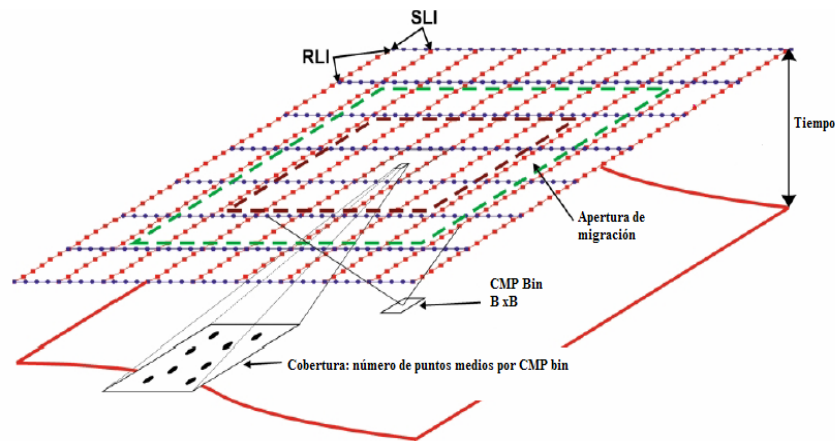 SLI
RLI
Tiempo
Apertura de
migración
CMP Bin
B xB
Cobertura: número de puntos medios por CMP bin